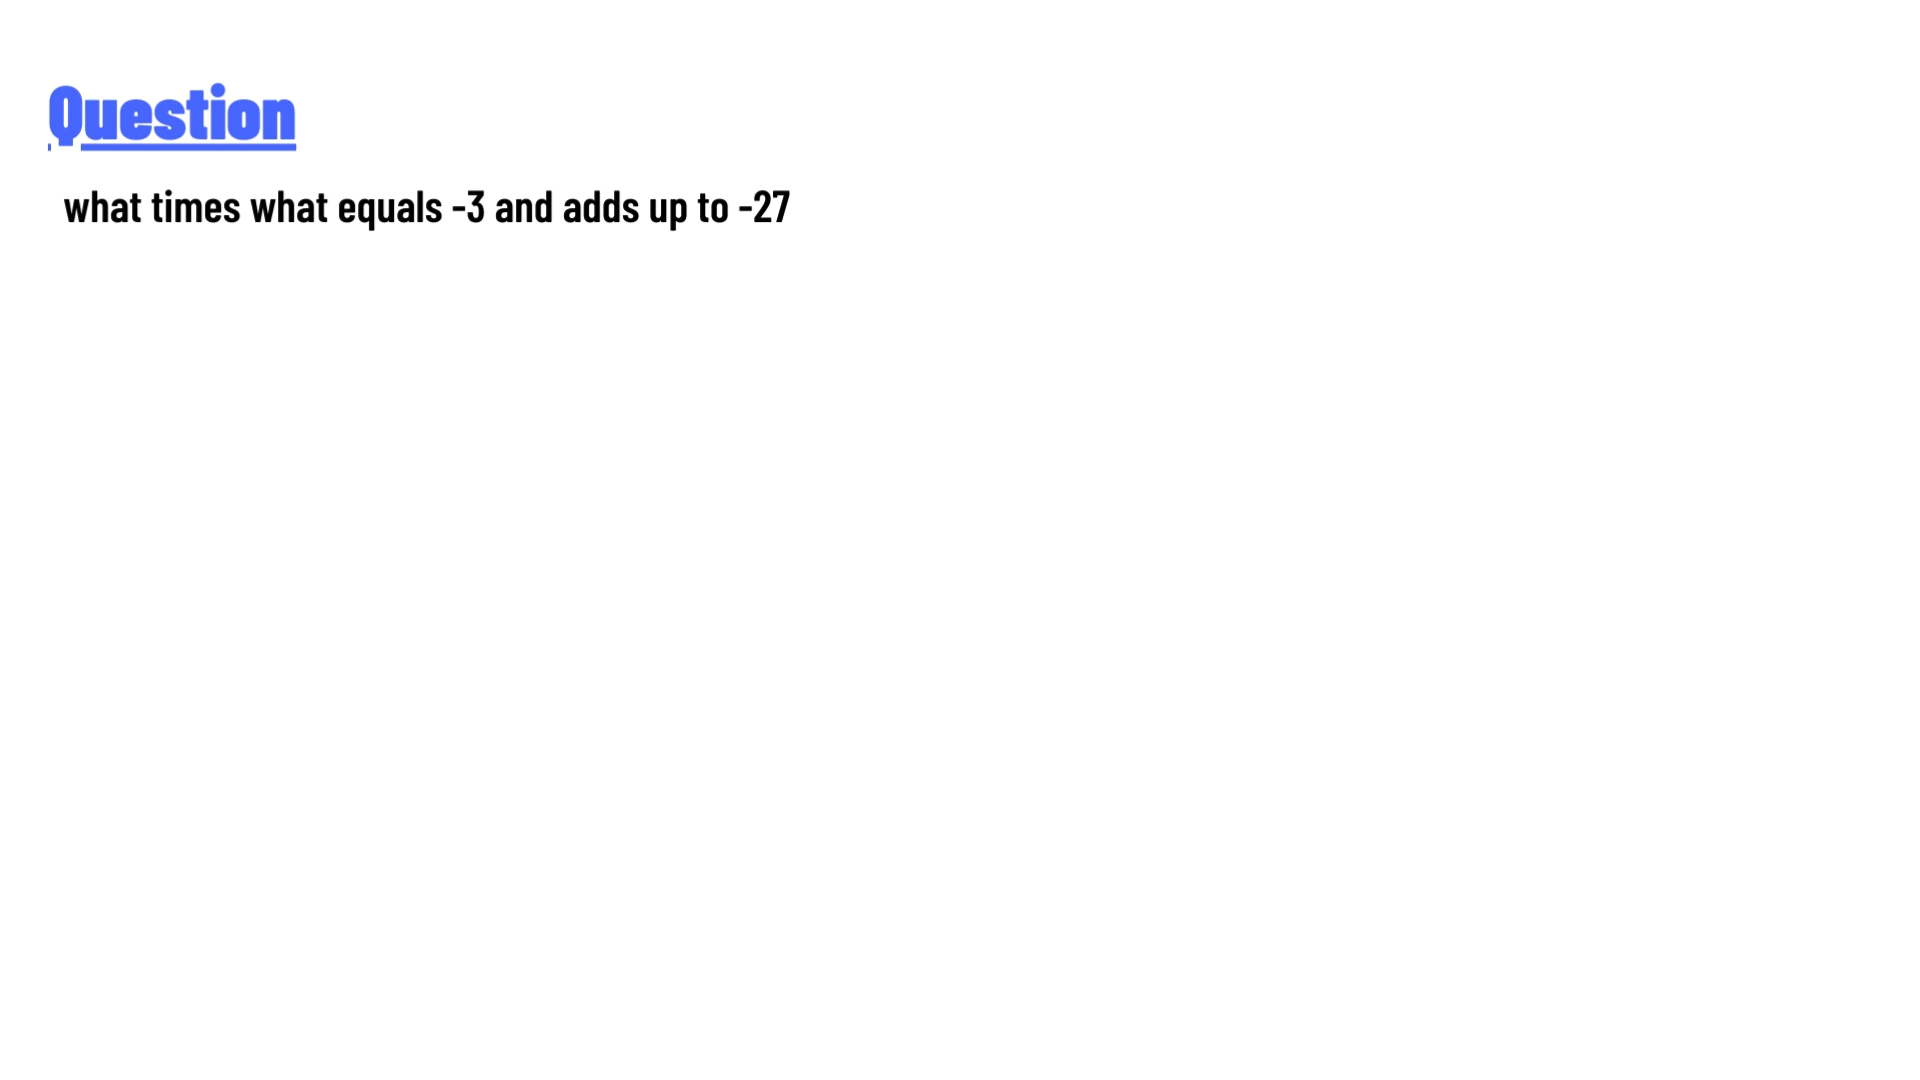 Question
what times what equals -3 and adds up to -27